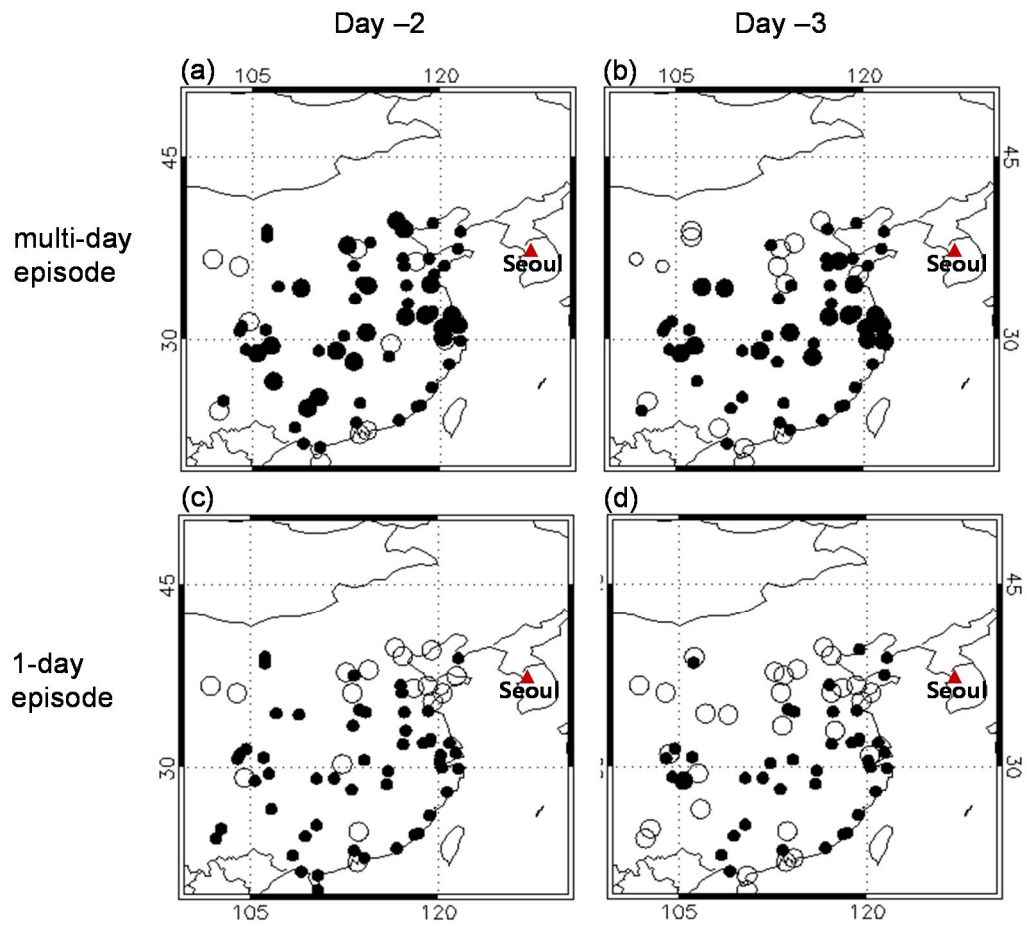 Day –2 Day –3
(a) 105 120 (b) 105 120
45 45
multi-day
episode
Seoul Seoul
30 30
(c) (d)
45 45
1-day
episode
Seoul Seoul
30 30
105 120 105 120